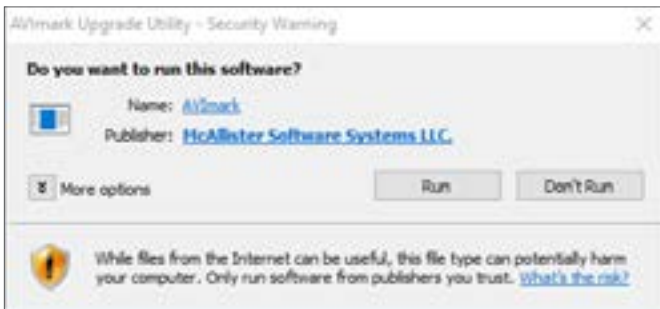 AVImark Upgrade Utility - Security Warning
Do you want to run this software?
Name: AVImark
Publisher: McAllister Software Systems LLC.
More options
Run
Don't Run
While files from the Internet can be useful, this file type can potentially harm
your computer. Only run software from publishers you trust. What's the risk?